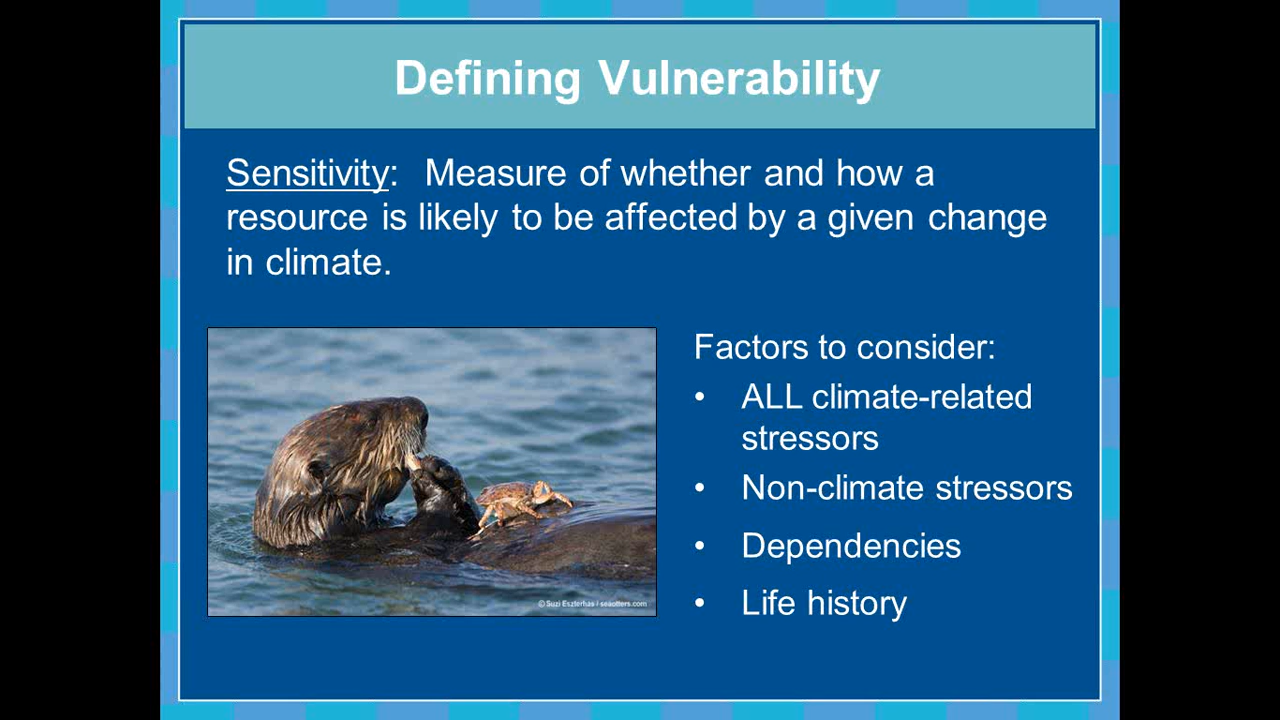 Defining Vulnerability
Sensitivity: Measure of whether and how a
resource is likely to be affected by a given change
in climate.
Factors to consider:
• ALL climate-related
stressors
• Non-climate stressors
• Dependencies
• Life history
© Suzi Eszterhas / seaotters.com